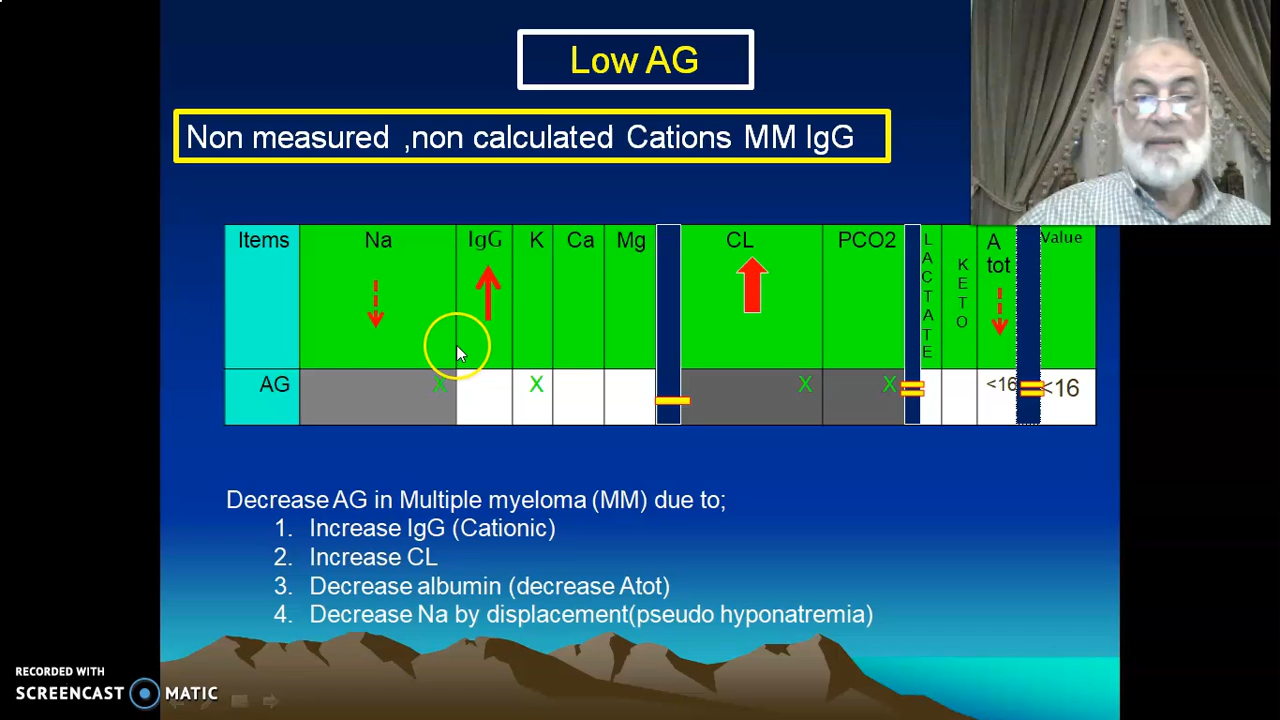 Low AG
Non measured ,non calculated Cations MM IgG
Items Na IgG K Ca Mg CL PCO2 LACTATE KETO A tot Value
AG X X X X <16 <16
Decrease AG in Multiple myeloma (MM) due to;
1. Increase IgG (Cationic)
2. Increase CL
3. Decrease albumin (decrease Atot)
4. Decrease Na by displacement(pseudo hyponatremia)
RECORDED WITH
SCREENCAST MATIC